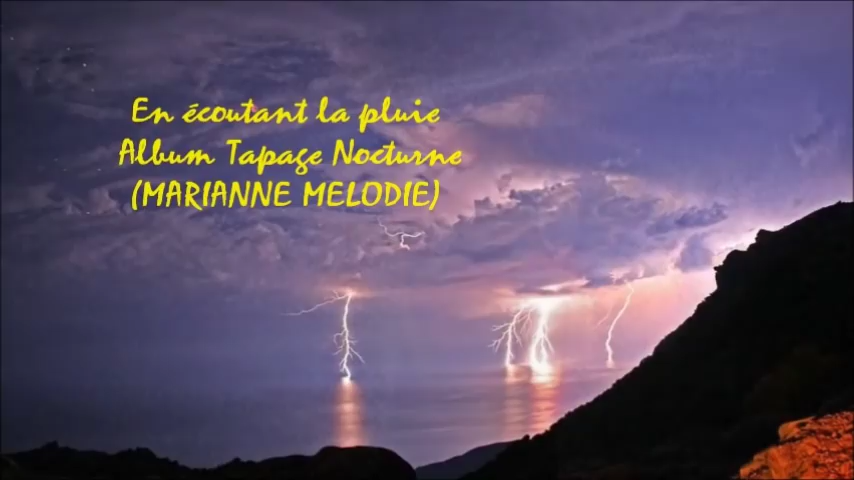 En écoutant la pluie
Album Tapage Nocturne
(MARIANNE MELODIE)